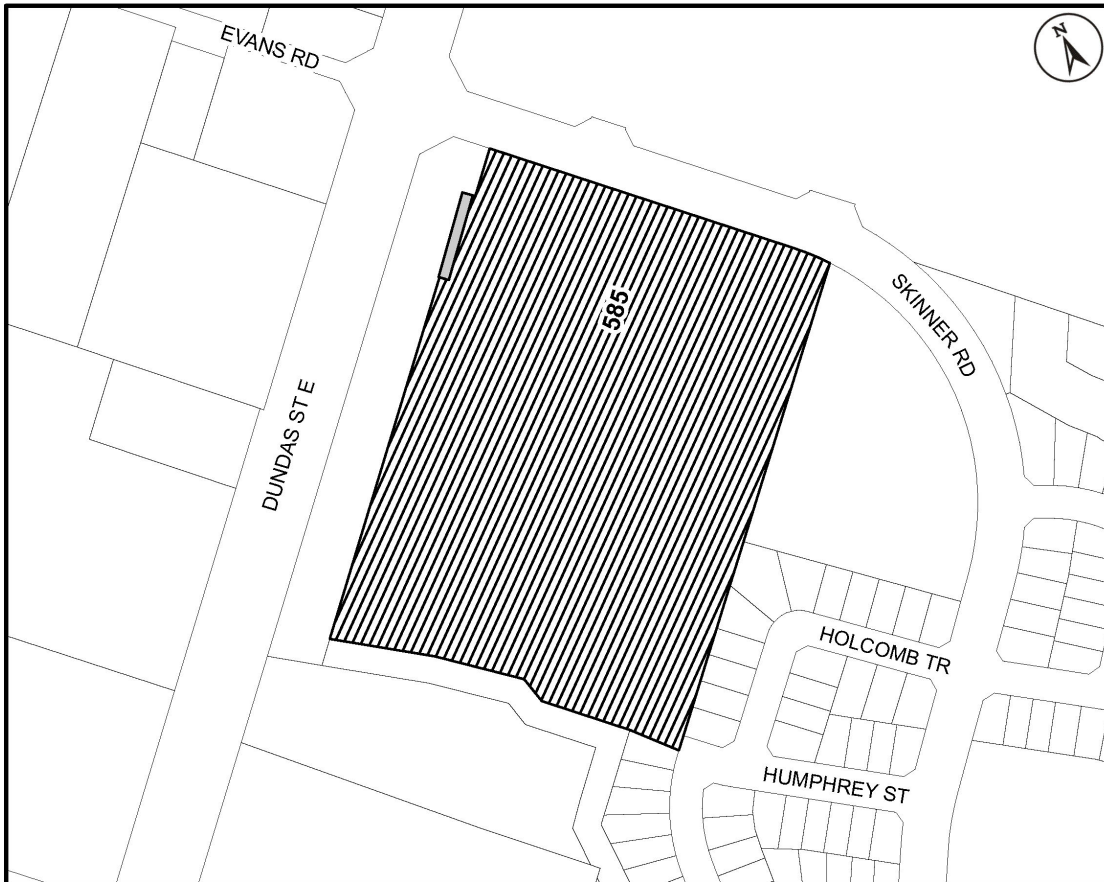 EVANS RD
N
585
SKINNER RD
DUNDAS ST E
HOLCOMB TR
HUMPHREY ST